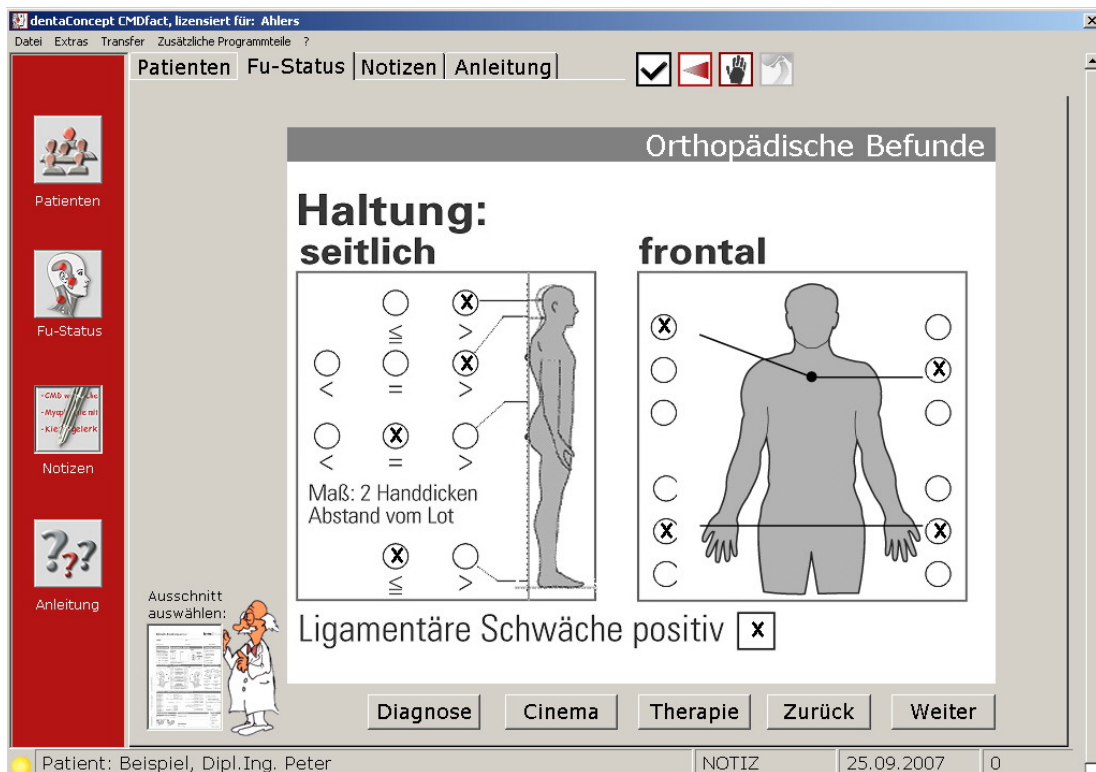 dentaConcept CMDfact, lizensiert für: Ahlers
Datei Extras Transfer Zusätzliche Programmteile ?
Patienten Fu-Status Notizen Anleitung
Orthopädische Befunde
Patienten
Fu-Status
Notizen
Anleitung
Haltung:
seitlich
frontal
X
≤ >
X
< = >
X
< = >
Maß: 2 Handdicken
Abstand vom Lot
X
≤ >
X
X
X X
Ligamentäre Schwäche positiv X
Ausschnitt
auswählen:
Diagnose Cinema Therapie Zurück Weiter
Patient: Beispiel, Dipl.Ing. Peter NOTIZ 25.09.2007 0